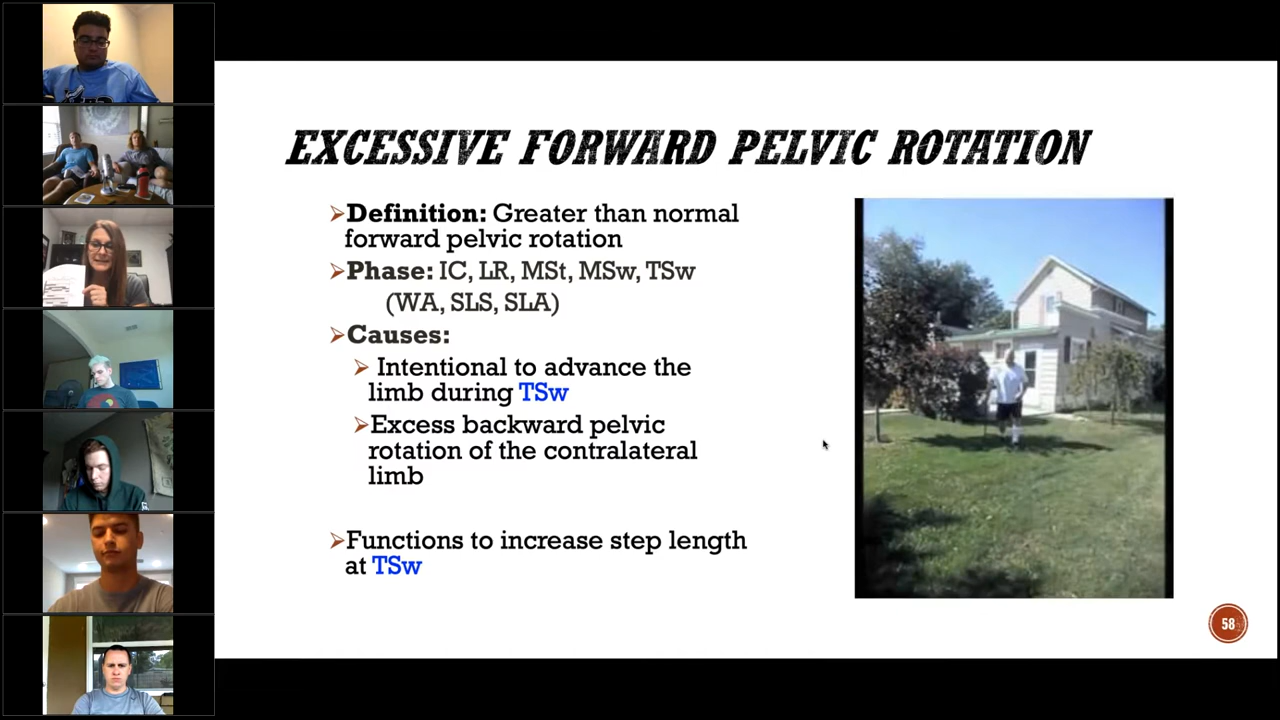 EXCESSIVE FORWARD PELVIC ROTATION
➢Definition: Greater than normal
forward pelvic rotation
➢Phase: IC, LR, MSt, MSw, TSw
(WA, SLS, SLA)
➢Causes:
➢ Intentional to advance the
limb during TSw
➢Excess backward pelvic
rotation of the contralateral
limb
➢Functions to increase step length
at TSw
58